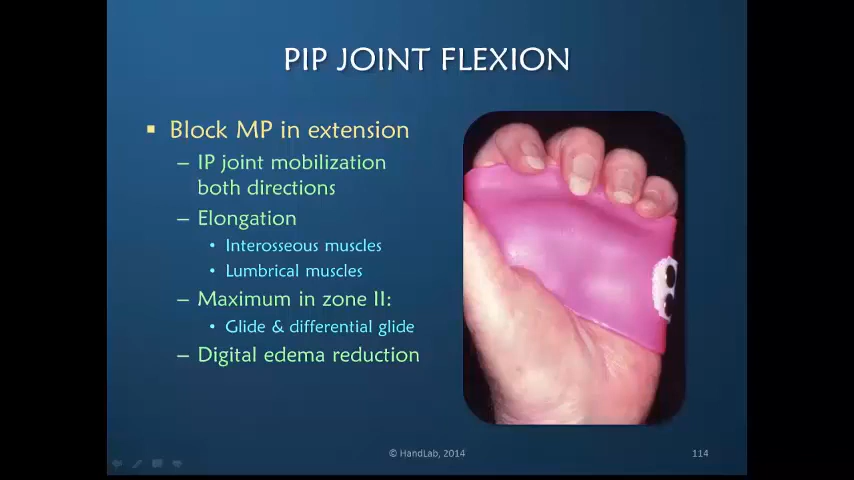 PIP JOINT FLEXION
▪ Block MP in extension
– IP joint mobilization
both directions
– Elongation
• Interosseous muscles
• Lumbrical muscles
– Maximum in zone II:
• Glide & differential glide
– Digital edema reduction
© HandLab, 2014
114